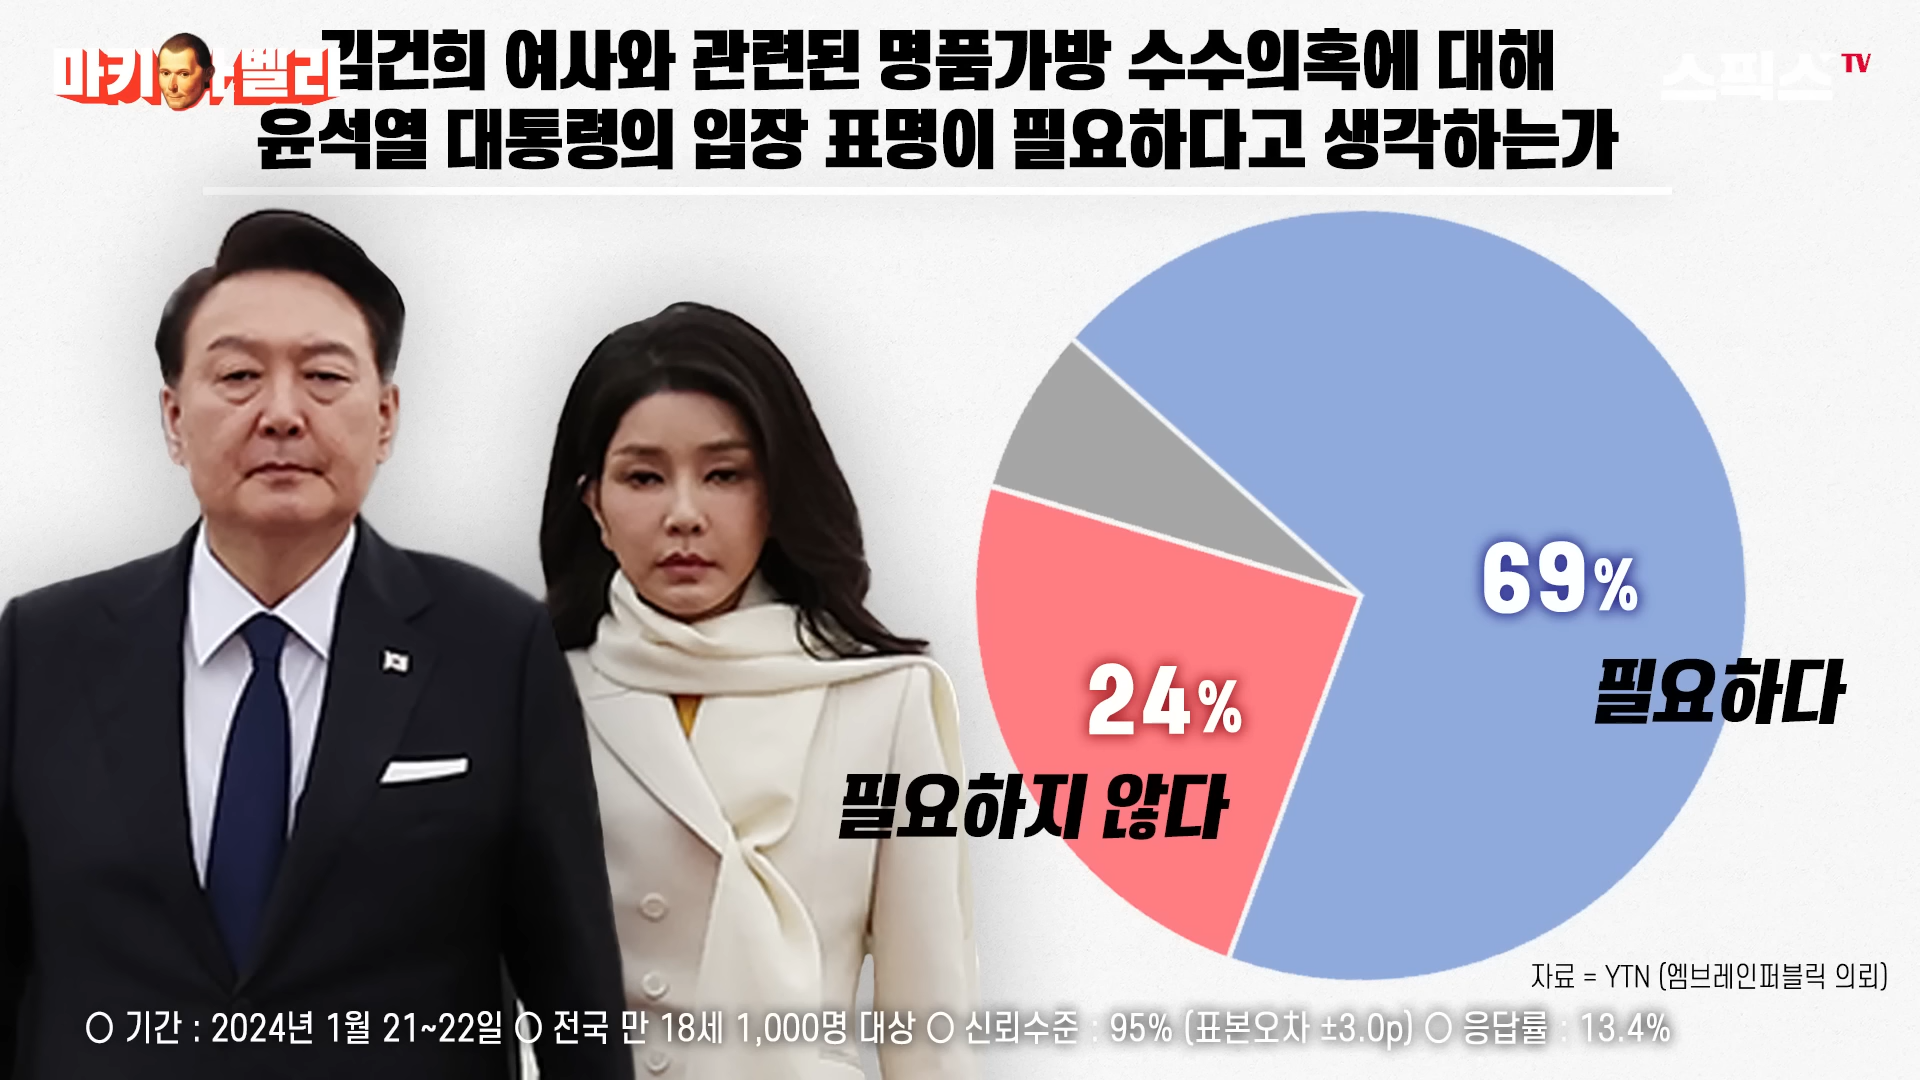 마키아벨리
김건희 여사와 관련된 명품가방 수수의혹에 대해
스픽스 TV
윤석열 대통령의 입장 표명이 필요하다고 생각하는가
69%
필요하다
24%
필요하지 않다
자료 = YTN (엠브레인퍼블릭 의뢰)
○ 기간 : 2024년 1월 21~22일 ○ 전국 만 18세 1,000명 대상 ○ 신뢰수준 : 95% (표본오차 ±3.0p) ○ 응답률 : 13.4%